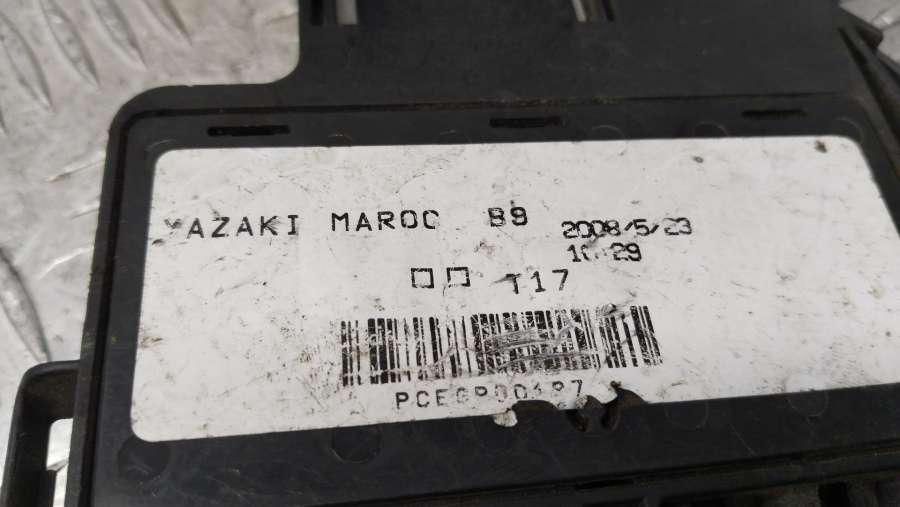 YAZAKI MAROC B9
2008/5/23
10:29
T17